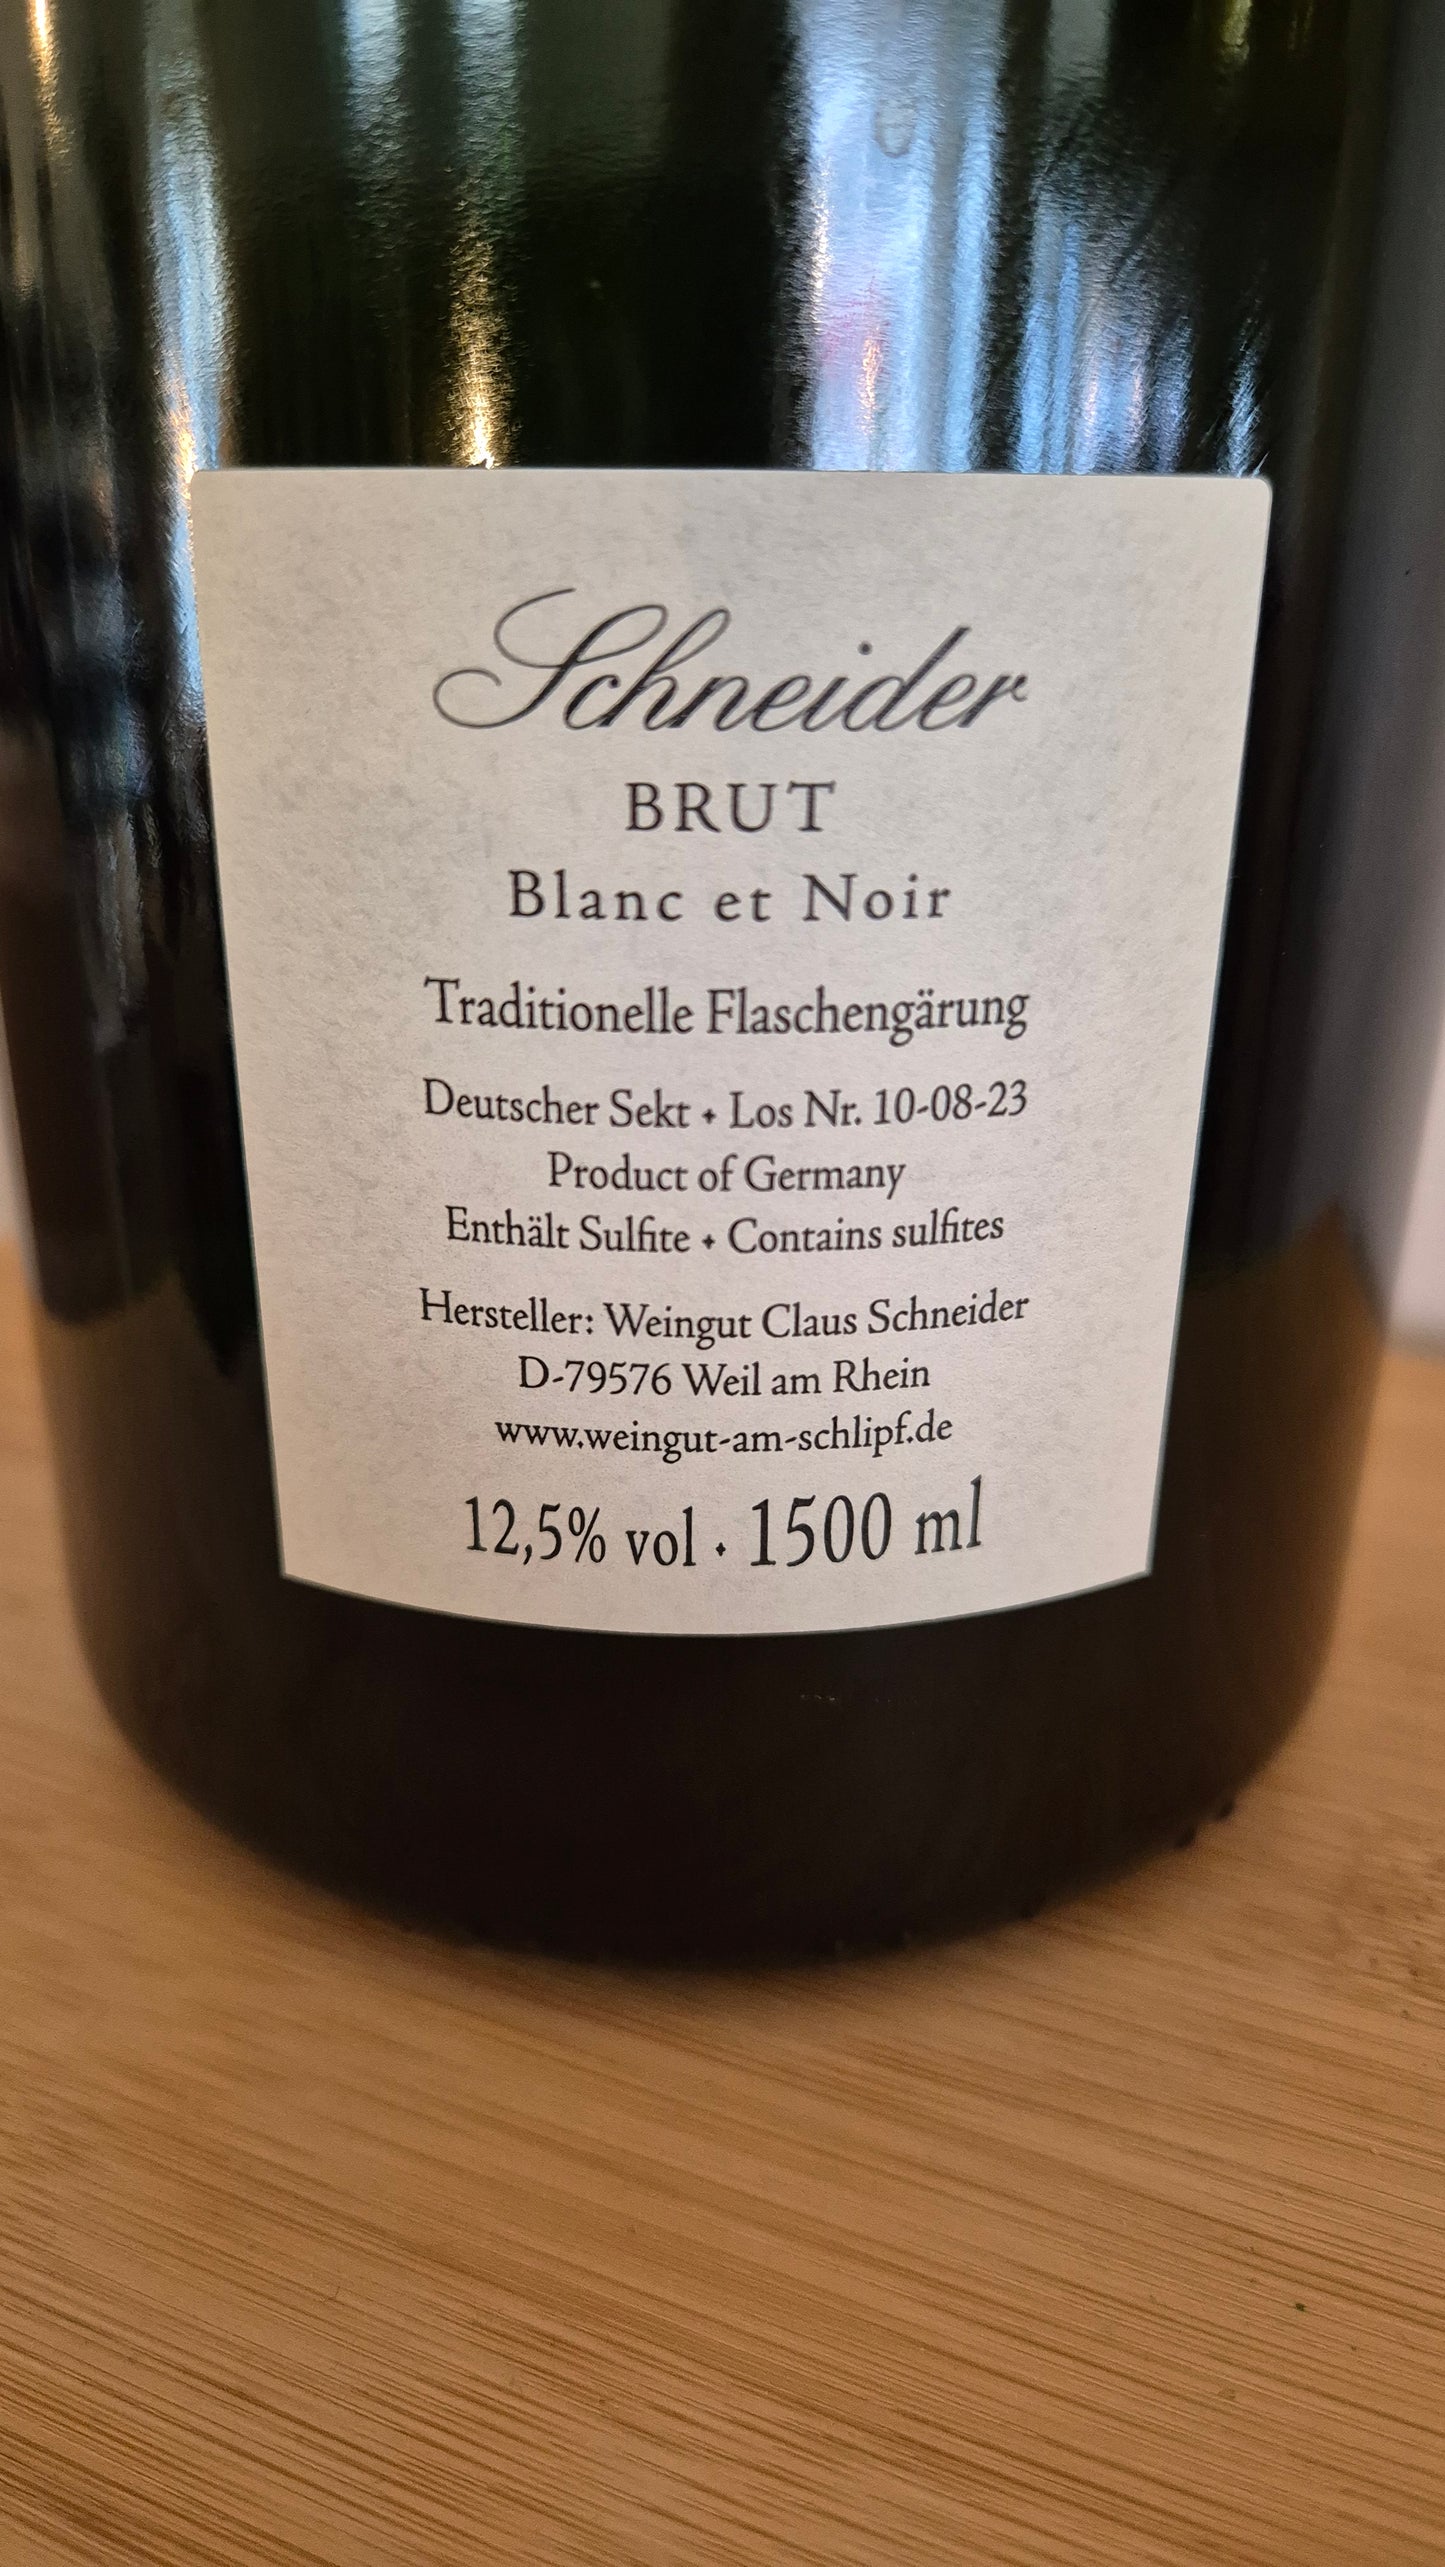 e
Schneider
BRUT
Blanc et Noir
Traditionelle Flaschengärung
Deutscher Sekt • Los Nr. 10-08-23
Product of Germany
Enthält Sulfite • Contains sulfites
Hersteller: Weingut Claus Schneider
D-79576 Weil am Rhein
www.weingut-am-schlipf.de
12,5% vol • 1500 ml